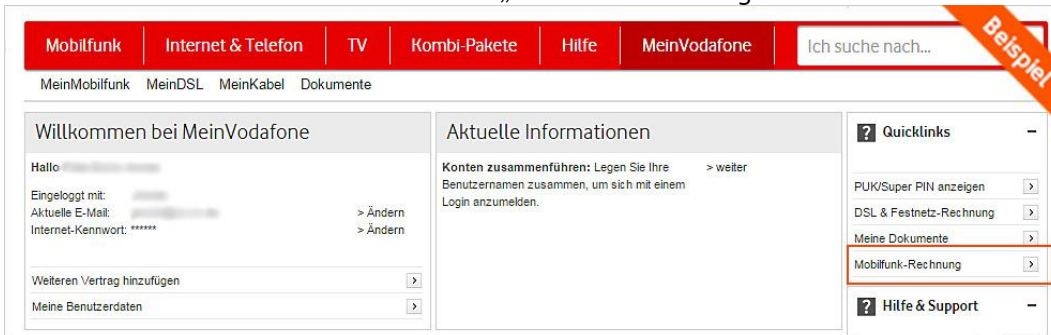 „
Mobilfunk Internet & Telefon TV Kombi-Pakete Hilfe MeinVodafone Ich suche nach...
Beispiel
MeinMobilfunk MeinDSL MeinKabel Dokumente
Willkommen bei MeinVodafone
Hallo
Eingeloggt mit:
Aktuelle E-Mail: > Ändern
Internet-Kennwort: ****** > Ändern
Weiteren Vertrag hinzufügen
Meine Benutzerdaten
Aktuelle Informationen
Konten zusammenführen: Legen Sie Ihre > weiter
Benutzernamen zusammen, um sich mit einem
Login anzumelden.
? Quicklinks –
PUK/Super PIN anzeigen
DSL & Festnetz-Rechnung
Meine Dokumente
Mobilfunk-Rechnung
? Hilfe & Support –